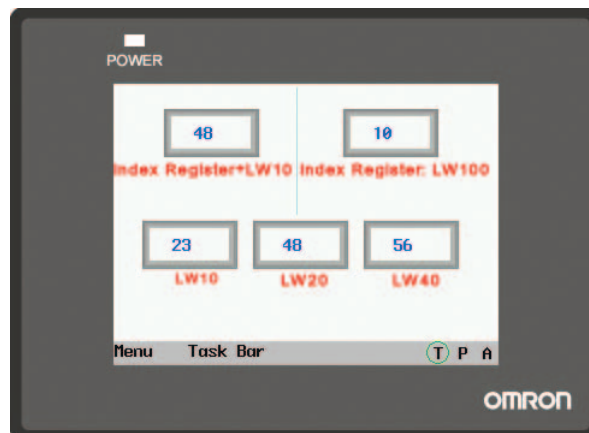 POWER
48 10
Index Register+LW10 Index Register: LW100
23 48 56
LW10 LW20 LW40
Menu Task Bar T P A
OMRON